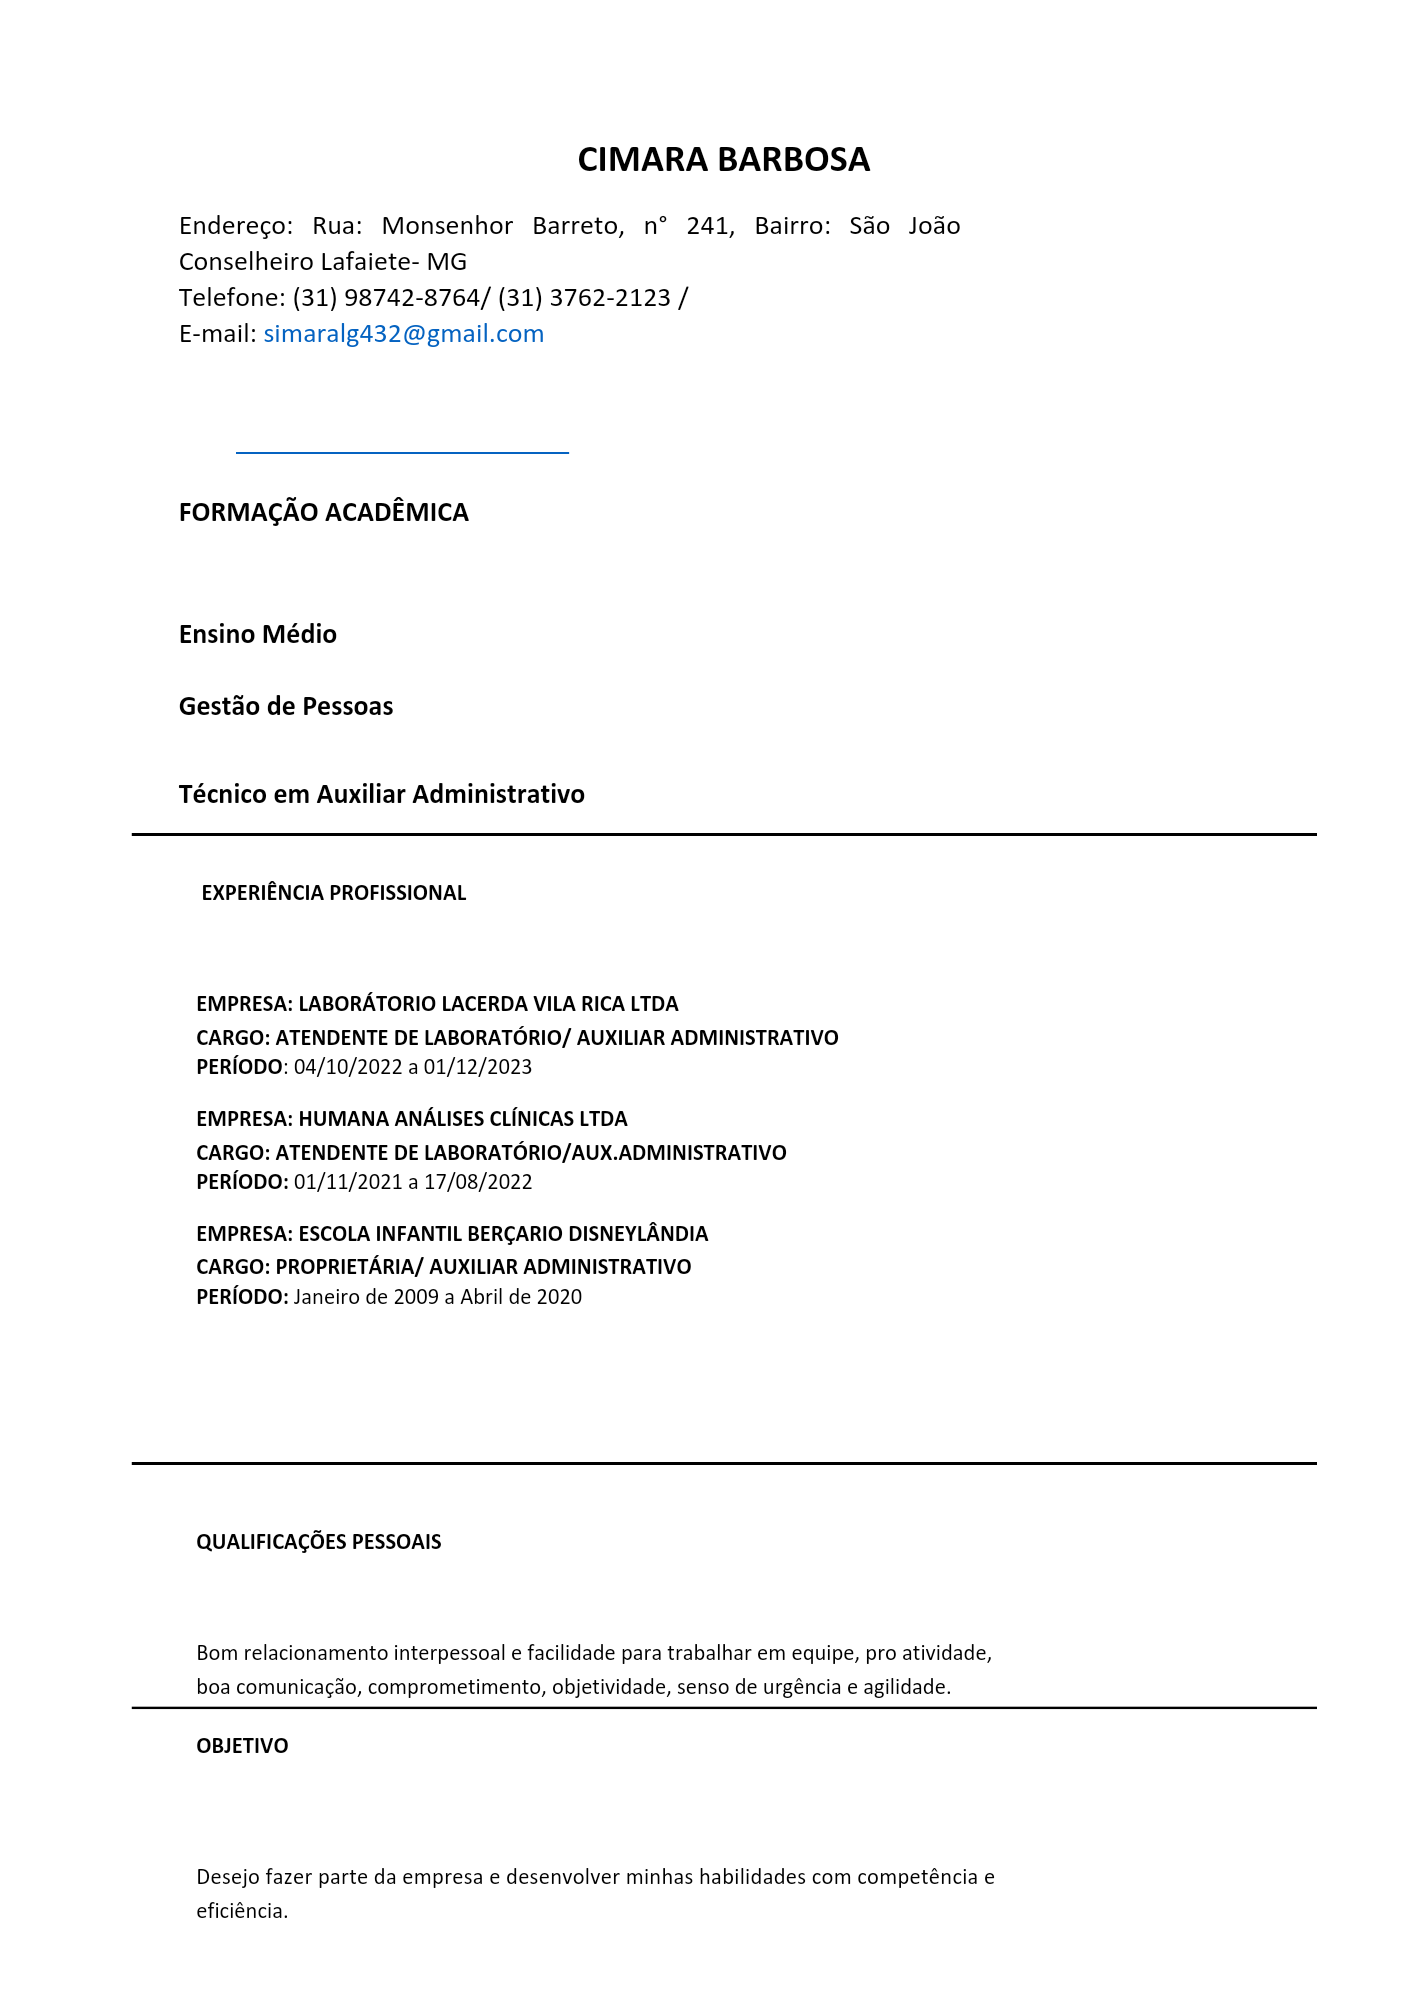 CIMARA BARBOSA
Endereço: Rua: Monsenhor Barreto, n° 241, Bairro: São João
Conselheiro Lafaiete- MG
Telefone: (31) 98742-8764/ (31) 3762-2123 /
E-mail: simaralg432@gmail.com
FORMAÇÃO ACADÊMICA
Ensino Médio
Gestão de Pessoas
Técnico em Auxiliar Administrativo
EXPERIÊNCIA PROFISSIONAL
EMPRESA: LABORÁTORIO LACERDA VILA RICA LTDA
CARGO: ATENDENTE DE LABORATÓRIO/ AUXILIAR ADMINISTRATIVO
PERÍODO: 04/10/2022 a 01/12/2023
EMPRESA: HUMANA ANÁLISES CLÍNICAS LTDA
CARGO: ATENDENTE DE LABORATÓRIO/AUX.ADMINISTRATIVO
PERÍODO: 01/11/2021 a 17/08/2022
EMPRESA: ESCOLA INFANTIL BERÇARIO DISNEYLÂNDIA
CARGO: PROPRIETÁRIA/ AUXILIAR ADMINISTRATIVO
PERÍODO: Janeiro de 2009 a Abril de 2020
QUALIFICAÇÕES PESSOAIS
Bom relacionamento interpessoal e facilidade para trabalhar em equipe, pro atividade,
boa comunicação, comprometimento, objetividade, senso de urgência e agilidade.
OBJETIVO
Desejo fazer parte da empresa e desenvolver minhas habilidades com competência e
eficiência.